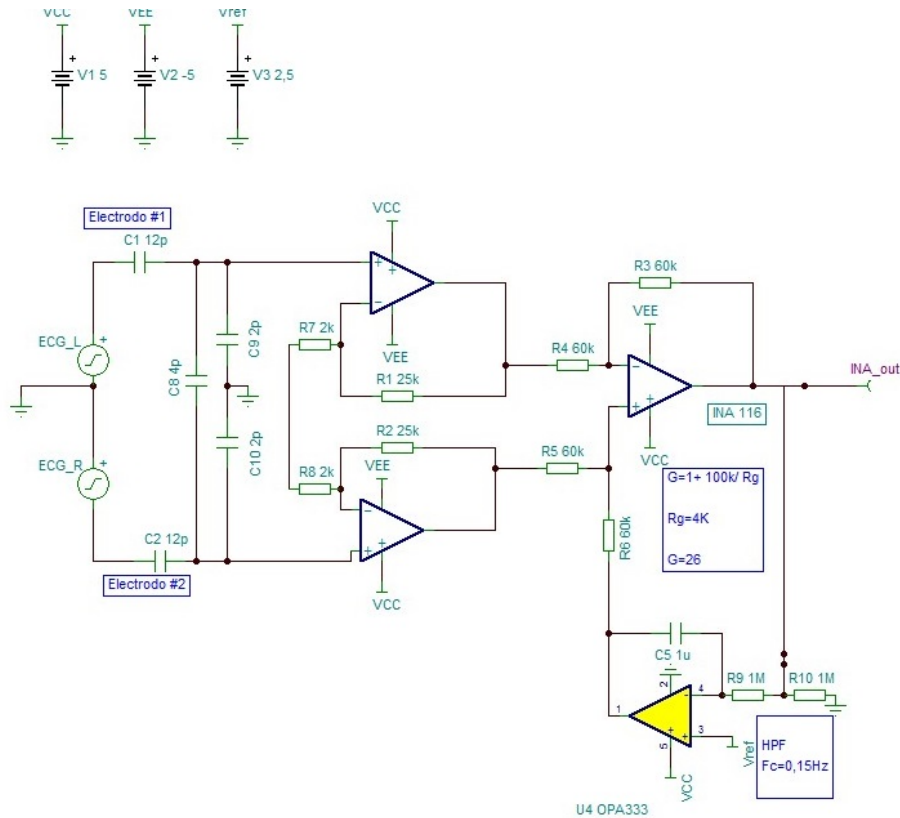 VCC
VEE
Vref
+
+
+
V1 5
V2 -5
V3 2,5
Electrodo #1
C1 12p
VCC
R3 60k
ECG_L
+
C8 4p
C9 2p
R7 2k
VEE
R1 25k
R4 60k
VEE
INA_out
INA 116
ECG_R
+
C10 2p
R2 25k
R8 2k
VEE
R5 60k
VCC
G=1+ 100k/ Rg
Rg=4K
G=26
C2 12p
Electrodo #2
VCC
R6 60k
C5 1u
R9 1M
R10 1M
2
4
1
3
5
Vref
VCC
HPF
Fc=0,15Hz
U4 OPA333